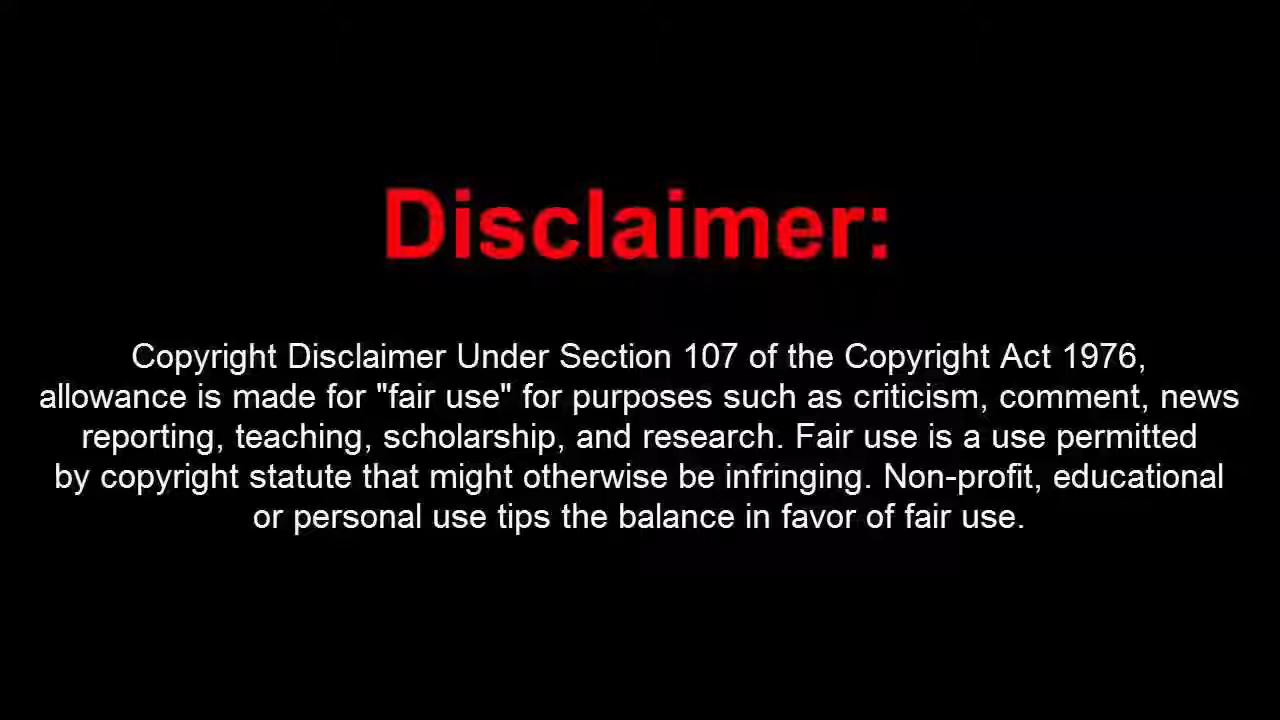 Disclaimer:
Copyright Disclaimer Under Section 107 of the Copyright Act 1976,
allowance is made for "fair use" for purposes such as criticism, comment, news
reporting, teaching, scholarship, and research. Fair use is a use permitted
by copyright statute that might otherwise be infringing. Non-profit, educational
or personal use tips the balance in favor of fair use.